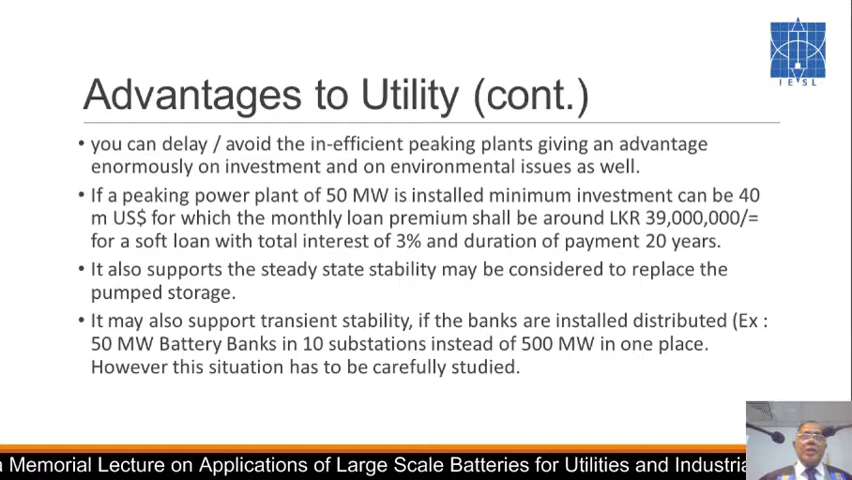 IESL
Advantages to Utility (cont.)
• you can delay / avoid the in-efficient peaking plants giving an advantage
enormously on investment and on environmental issues as well.
• If a peaking power plant of 50 MW is installed minimum investment can be 40
m US$ for which the monthly loan premium shall be around LKR 39,000,000/=
for a soft loan with total interest of 3% and duration of payment 20 years.
• It also supports the steady state stability may be considered to replace the
pumped storage.
• It may also support transient stability, if the banks are installed distributed (Ex :
50 MW Battery Banks in 10 substations instead of 500 MW in one place.
However this situation has to be carefully studied.
a Memorial Lecture on Applications of Large Scale Batteries for Utilities and Industria